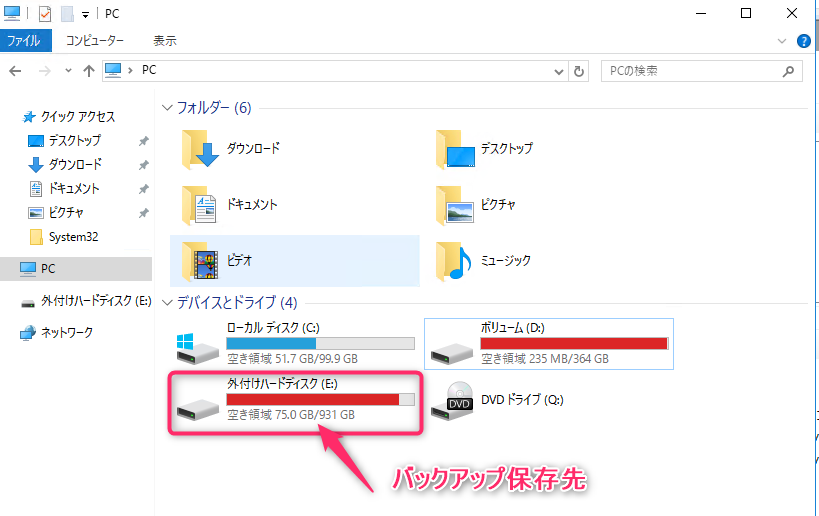 PC
ファイル コンピューター 表示
PC PCの検索
クイック アクセス
デスクトップ
ダウンロード
ドキュメント
ピクチャ
System32
PC
外付けハードディスク (E:)
ネットワーク
フォルダー (6)
ダウンロード
デスクトップ
ドキュメント
ピクチャ
ビデオ
ミュージック
デバイスとドライブ (4)
ローカル ディスク (C:)
空き領域 51.7 GB/99.9 GB
ボリューム (D:)
空き領域 235 MB/364 GB
外付けハードディスク (E:)
空き領域 75.0 GB/931 GB
DVD
DVD ドライブ (Q:)
バックアップ保存先